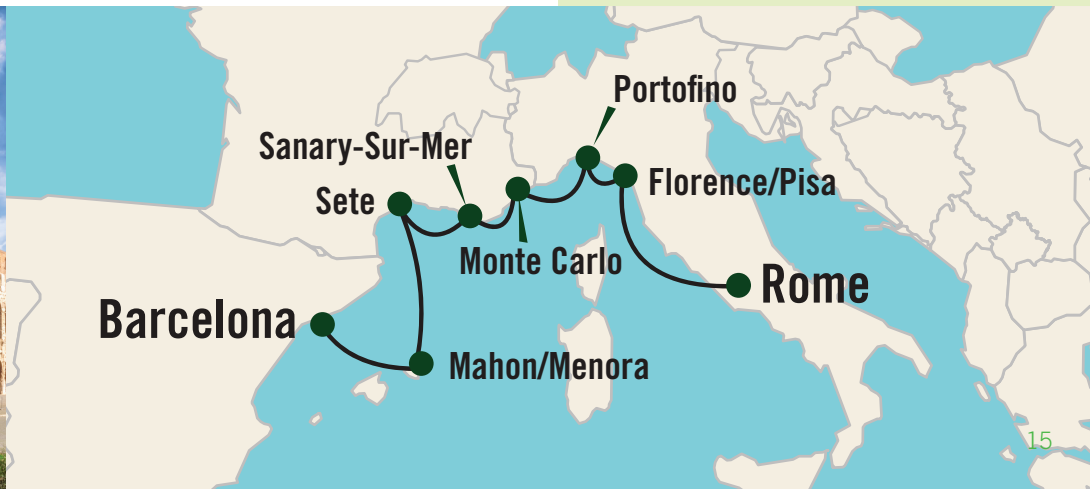 Portofino
Sanary-Sur-Mer
Florence/Pisa
Sete
Monte Carlo
Rome
Barcelona
Mahon/Menora
15